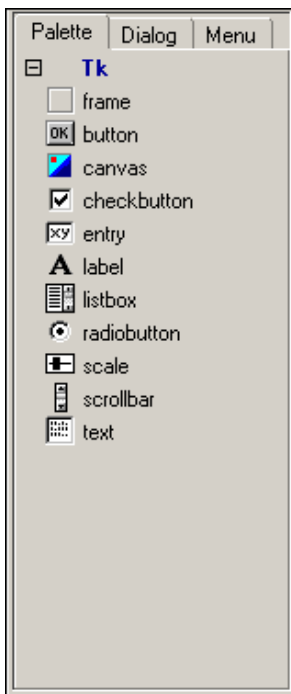 Palette Dialog Menu
Tk
frame
OK button
canvas
checkbutton
xy entry
A label
listbox
radiobutton
scale
scrollbar
text